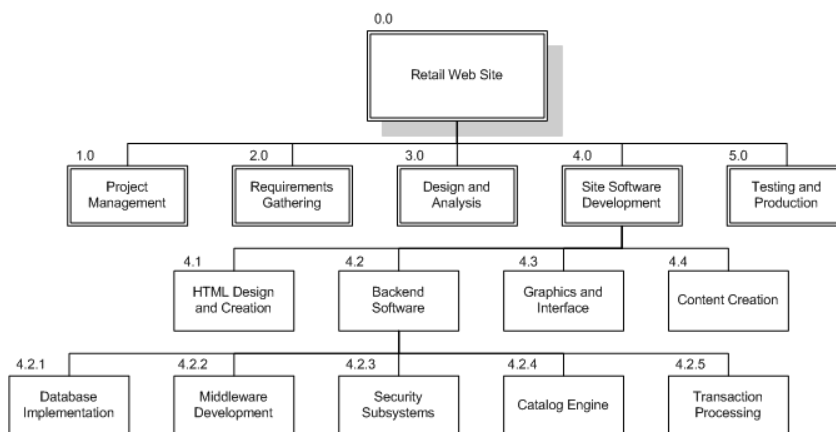 0.0
Retail Web Site
1.0
2.0
3.0
4.0
5.0
Project
Management
Requirements
Gathering
Design and
Analysis
Site Software
Development
Testing and
Production
4.1
4.2
4.3
4.4
HTML Design
and Creation
Backend
Software
Graphics and
Interface
Content Creation
4.2.1
4.2.2
4.2.3
4.2.4
4.2.5
Database
Implementation
Middleware
Development
Security
Subsystems
Catalog Engine
Transaction
Processing